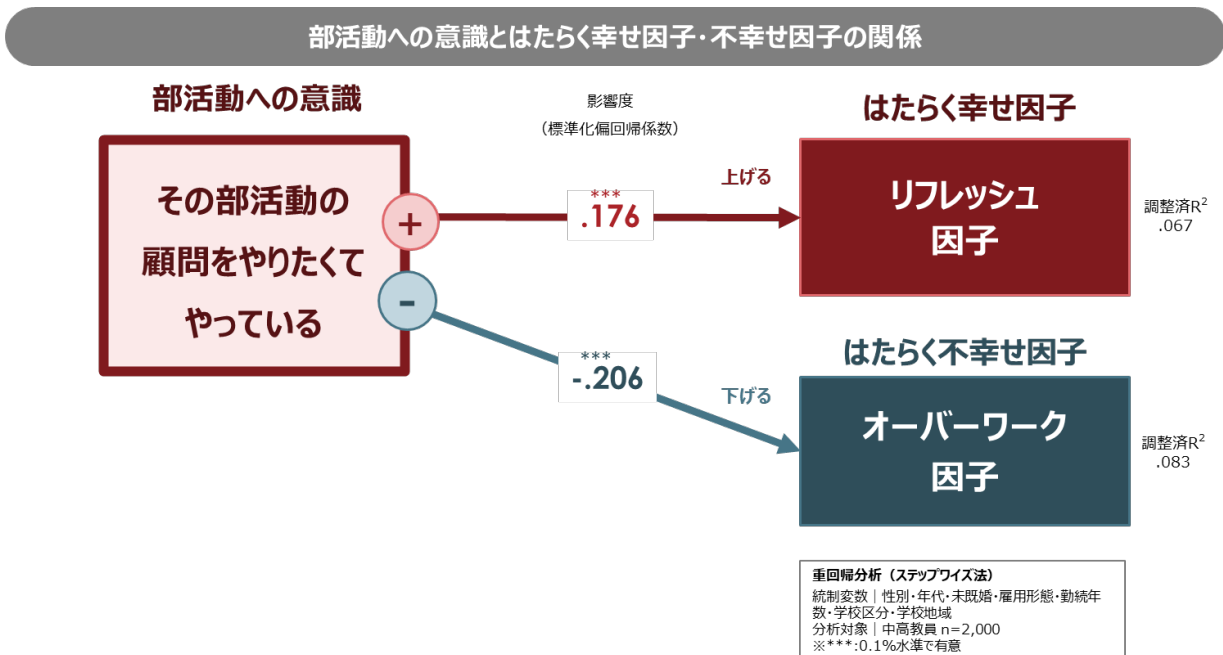 部活動への意識とはたらく幸せ因子・不幸せ因子の関係
部活動への意識
その部活動の
顧問をやりたくて
やっている
+
-
影響度
（標準化偏回帰係数）
***
.176
上げる
***
-.206
下げる
はたらく幸せ因子
リフレッシュ
因子
調整済R²
.067
はたらく不幸せ因子
オーバーワーク
因子
調整済R²
.083
重回帰分析（ステップワイズ法）
統制変数｜性別・年代・未既婚・雇用形態・勤続年
数・学校区分・学校地域
分析対象｜中高教員 n=2,000
※***:0.1%水準で有意